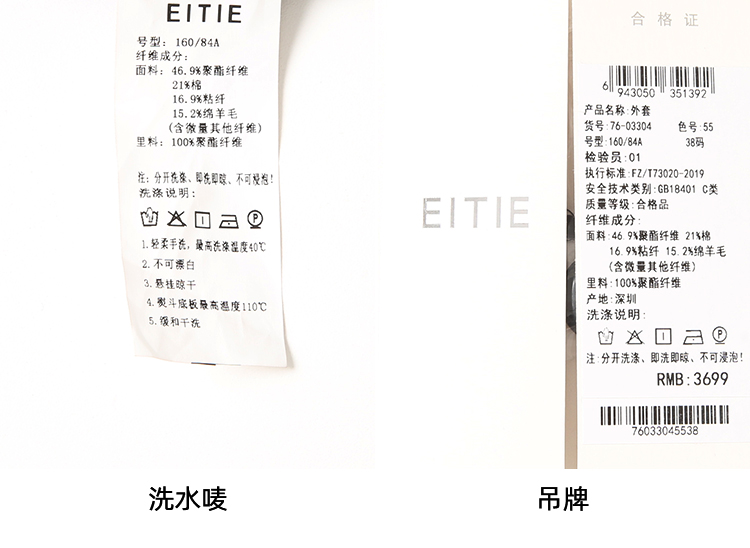 EITIE
号型: 160/84A
纤维成分:
面料: 46.9%聚酯纤维
21%棉
16.9%粘纤
15.2%绵羊毛
(含微量其他纤维)
里料: 100%聚酯纤维
注: 分开洗涤、即洗即晾、不可浸泡!
洗涤说明:
1.轻柔手洗，最高洗涤温度40℃
2.不可漂白
3.悬挂晾干
4.熨斗底板最高温度110℃
5.缓和干洗
洗水唛
EITIE
合格证
6 943050 351392
产品名称:外套
货号:76-03304 色号:55
号型:160/84A 38码
检验员:01
执行标准:FZ/T73020-2019
安全技术类别:GB18401 C类
质量等级:合格品
纤维成分:
面料:46.9%聚酯纤维 21%棉
16.9%粘纤 15.2%绵羊毛
(含微量其他纤维)
里料:100%聚酯纤维
产地:深圳
洗涤说明:
注:分开洗涤、即洗即晾、不可浸泡!
RMB:3699
76033045538
吊牌